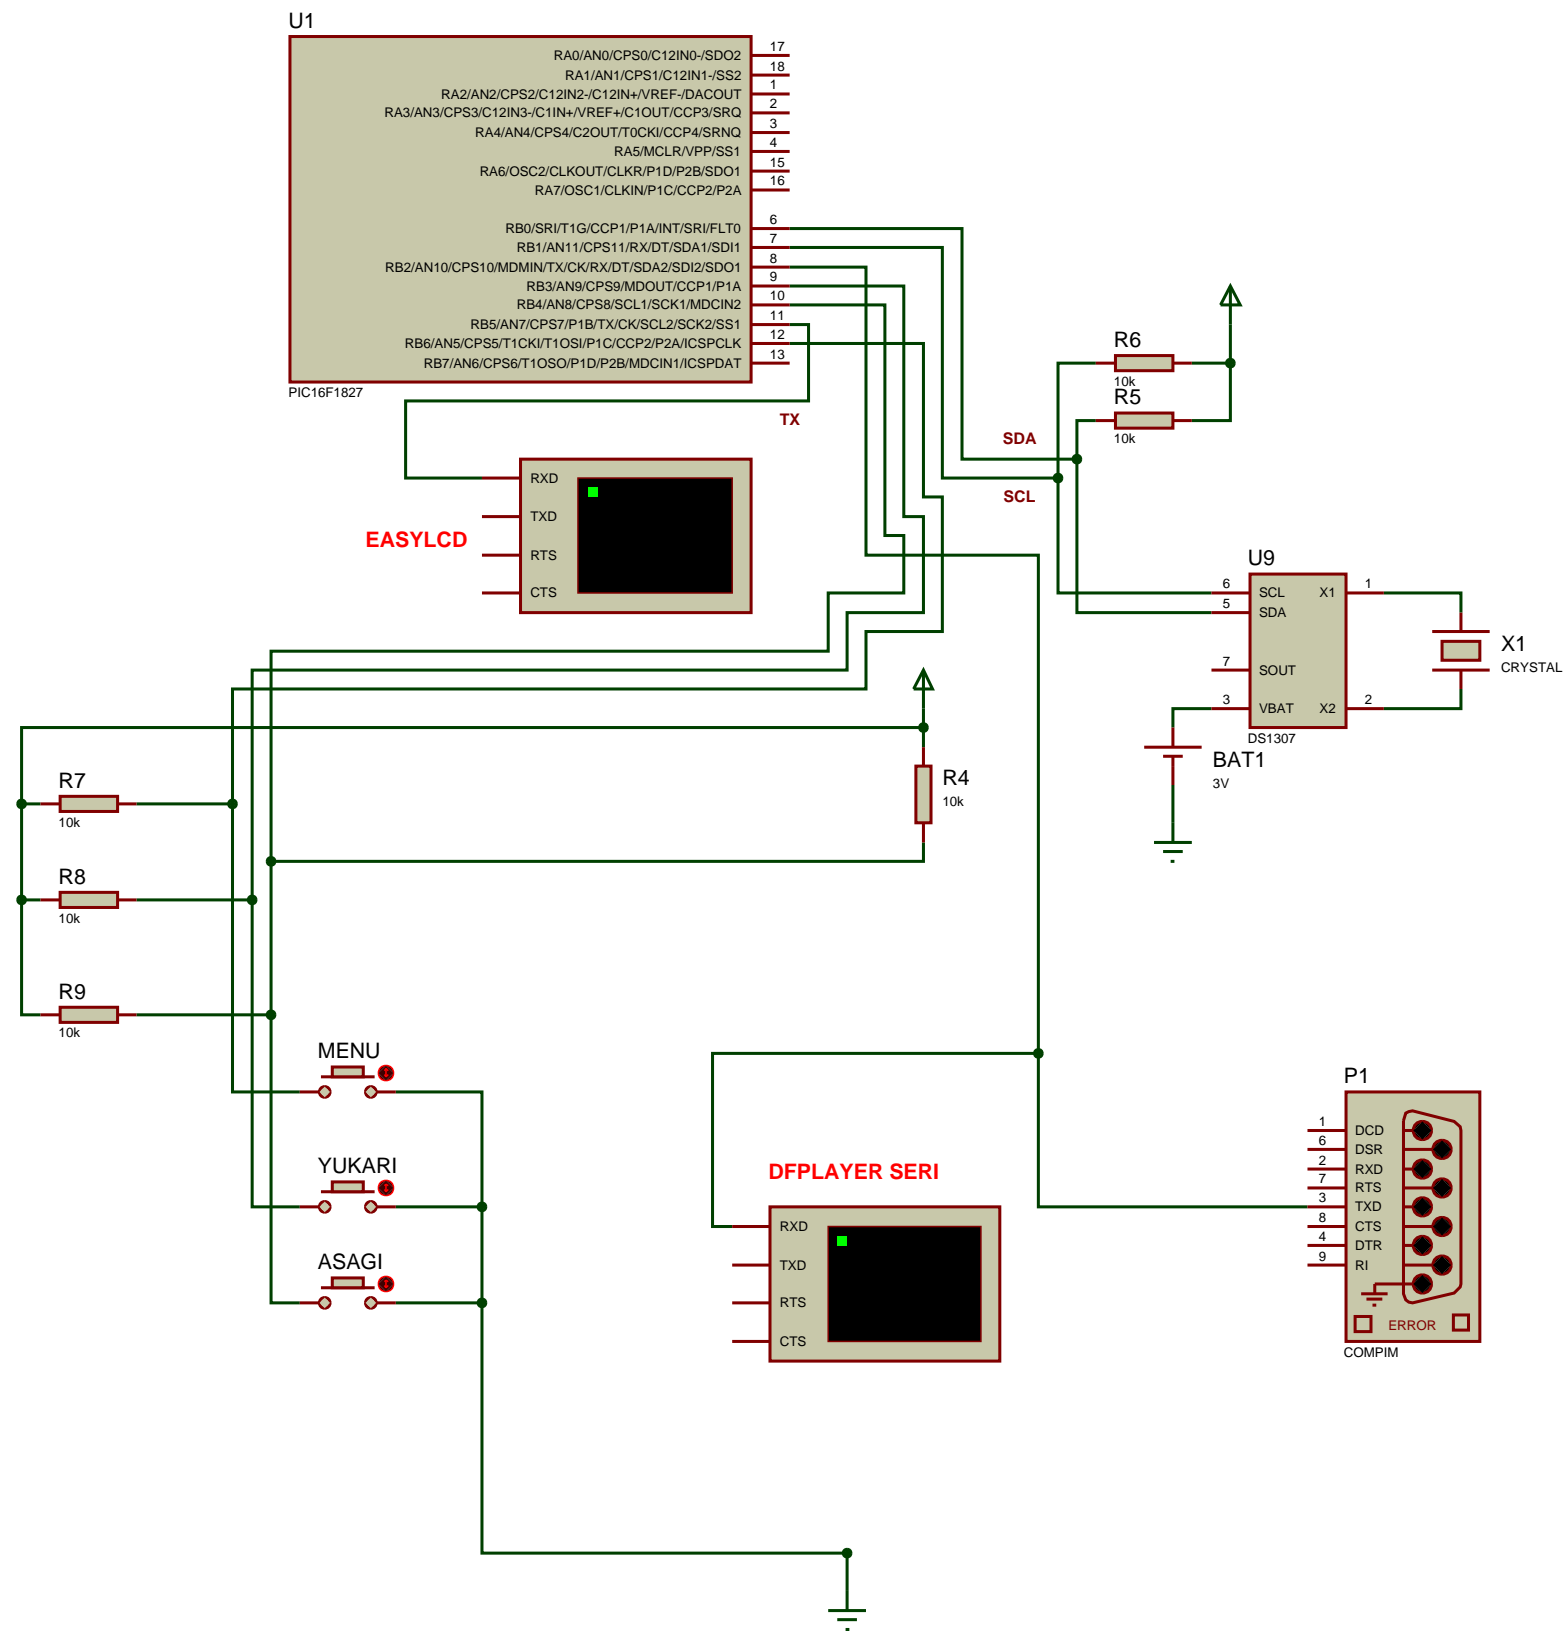 U1
RA0/AN0/CPS0/C12IN0-/SDO2 17
RA1/AN1/CPS1/C12IN1-/SS2 18
RA2/AN2/CPS2/C12IN2-/C12IN+/VREF-/DACOUT 1
RA3/AN3/CPS3/C12IN3-/C1IN+/VREF+/C1OUT/CCP3/SRQ 2
RA4/AN4/CPS4/C2OUT/T0CKI/CCP4/SRNQ 3
RA5/MCLR/VPP/SS1 4
RA6/OSC2/CLKOUT/CLKR/P1D/P2B/SDO1 15
RA7/OSC1/CLKIN/P1C/CCP2/P2A 16
RB0/SRI/T1G/CCP1/P1A/INT/SRI/FLT0 6
RB1/AN11/CPS11/RX/DT/SDA1/SDI1 7
RB2/AN10/CPS10/MDMIN/TX/CK/RX/DT/SDA2/SDI2/SDO1 8
RB3/AN9/CPS9/MDOUT/CCP1/P1A 9
RB4/AN8/CPS8/SCL1/SCK1/MDCIN2 10
RB5/AN7/CPS7/P1B/TX/CK/SCL2/SCK2/SS1 11
RB6/AN5/CPS5/T1CKI/T1OSI/P1C/CCP2/P2A/ICSPCLK 12
RB7/AN6/CPS6/T1OSO/P1D/P2B/MDCIN1/ICSPDAT 13
PIC16F1827
TX
R6
10k
R5
10k
SDA
SCL
EASYLCD
RXD
TXD
RTS
CTS
U9
6 SCL X1 1
5 SDA
7 SOUT
3 VBAT X2 2
DS1307
X1
CRYSTAL
BAT1
3V
R4
10k
R7
10k
R8
10k
R9
10k
MENU
YUKARI
ASAGI
DFPLAYER SERI
RXD
TXD
RTS
CTS
P1
1 DCD
6 DSR
2 RXD
7 RTS
3 TXD
8 CTS
4 DTR
9 RI
ERROR
COMPIM